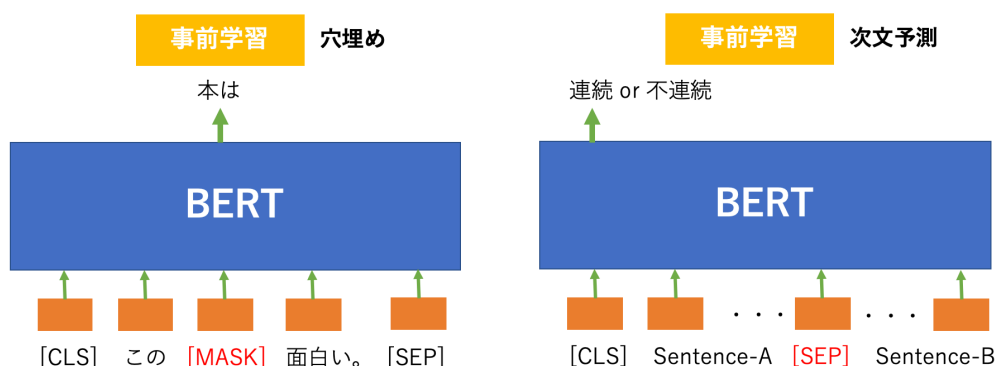 事前学習 穴埋め
本は
BERT
[CLS] この [MASK] 面白い。 [SEP]
事前学習 次文予測
連続 or 不連続
BERT
・・・ ・・・
[CLS] Sentence-A [SEP] Sentence-B